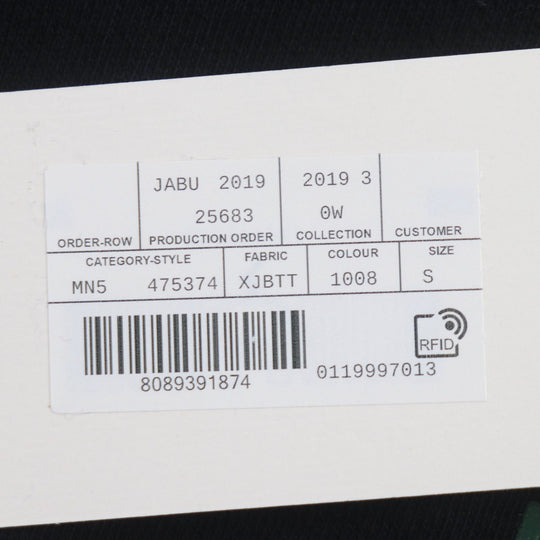 JABU 2019 2019 3
25683 0W
ORDER-ROW PRODUCTION ORDER COLLECTION CUSTOMER
CATEGORY-STYLE FABRIC COLOUR SIZE
MN5 475374 XJBTT 1008 S
RFID
8089391874 0119997013